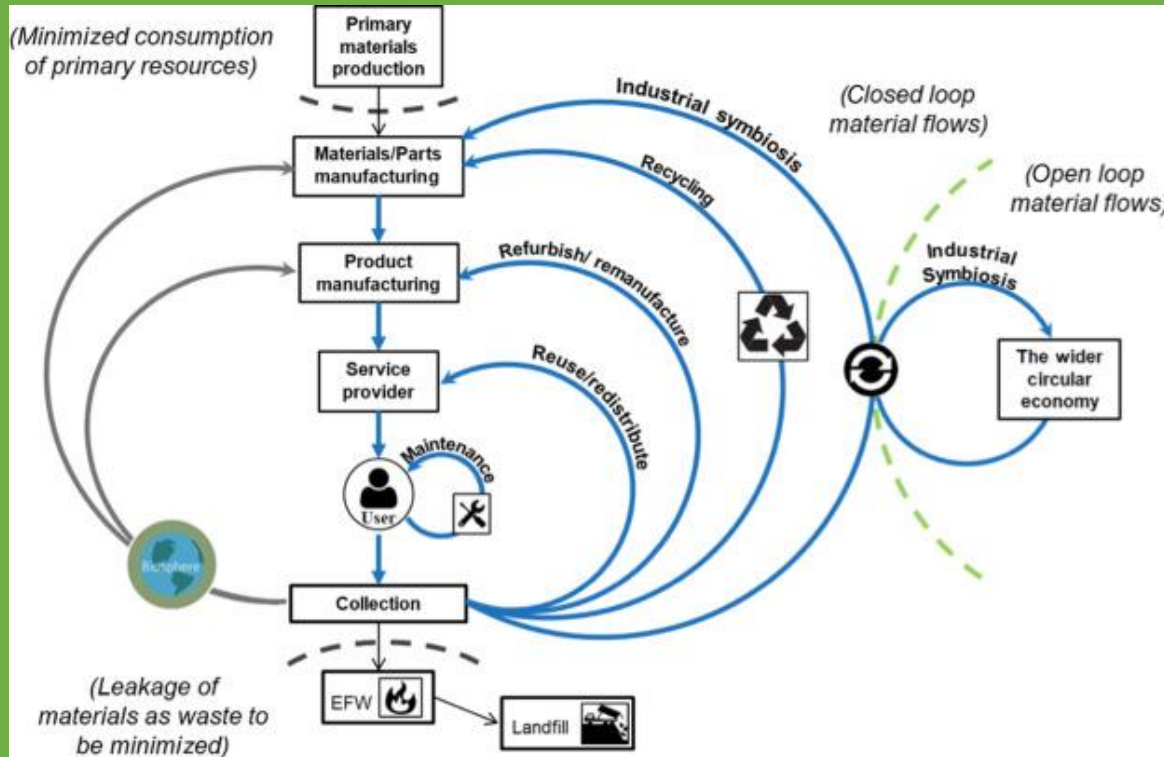 (Minimized consumption
of primary resources)
Primary
materials
production
Industrial symbiosis
(Closed loop
material flows)
Materials/Parts
manufacturing
Recycling
(Open loop
material flows)
Product
manufacturing
Refurbish/ remanufacture
Industrial
Symbiosis
Service
provider
Reuse/redistribute
The wider
circular
economy
Maintenance
User
Biosphere
Collection
(Leakage of
materials as waste to
be minimized)
EFW
Landfill